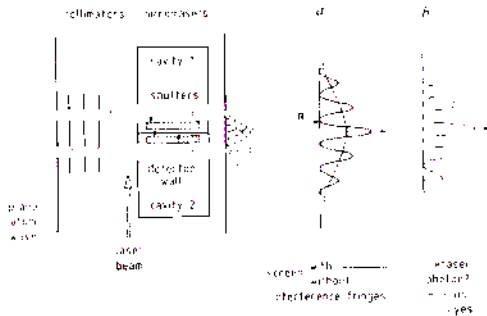 collimators micromasers
a b
cavity 1
shutters
R
detector
wall
cavity 2
plane
atom
wave
laser
beam
screen with
without
interference fringes
eraser
photon?
yes